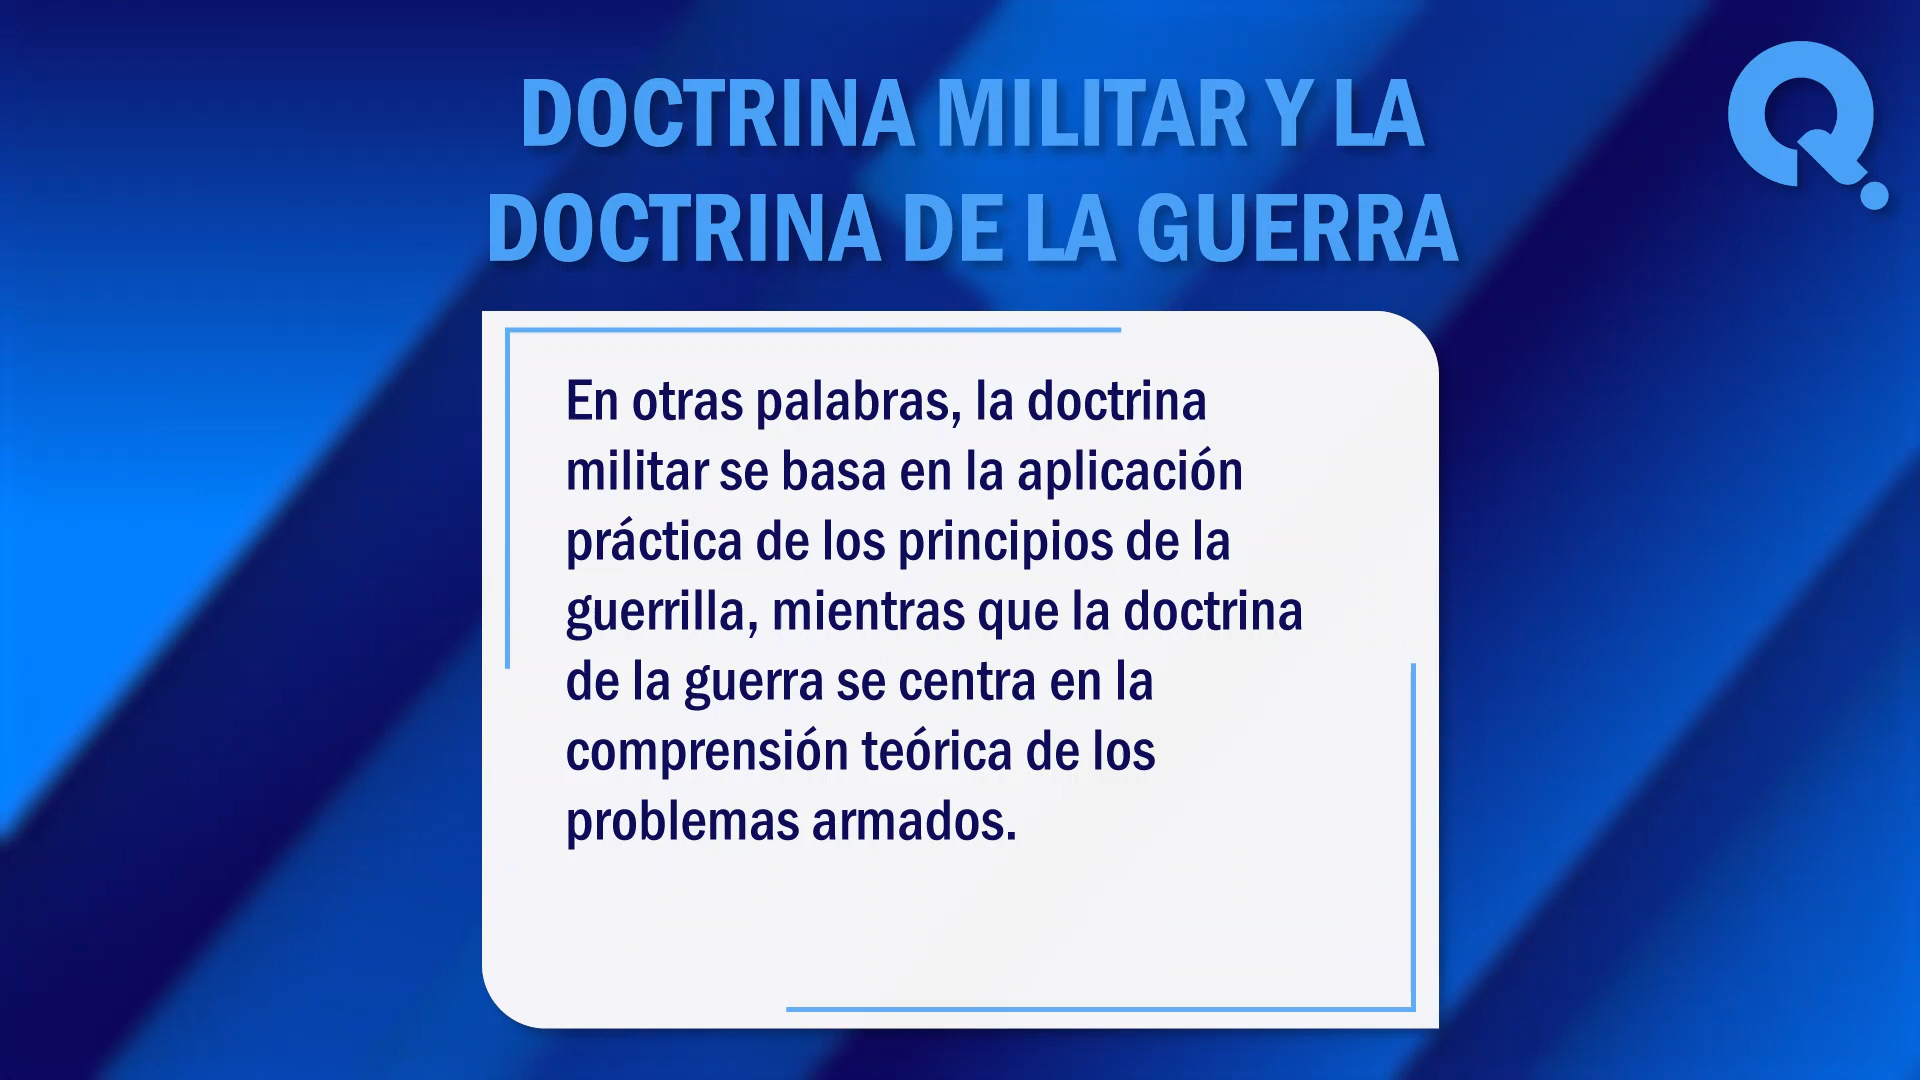 DOCTRINA MILITAR Y LA
DOCTRINA DE LA GUERRA
En otras palabras, la doctrina
militar se basa en la aplicación
práctica de los principios de la
guerrilla, mientras que la doctrina
de la guerra se centra en la
comprensión teórica de los
problemas armados.